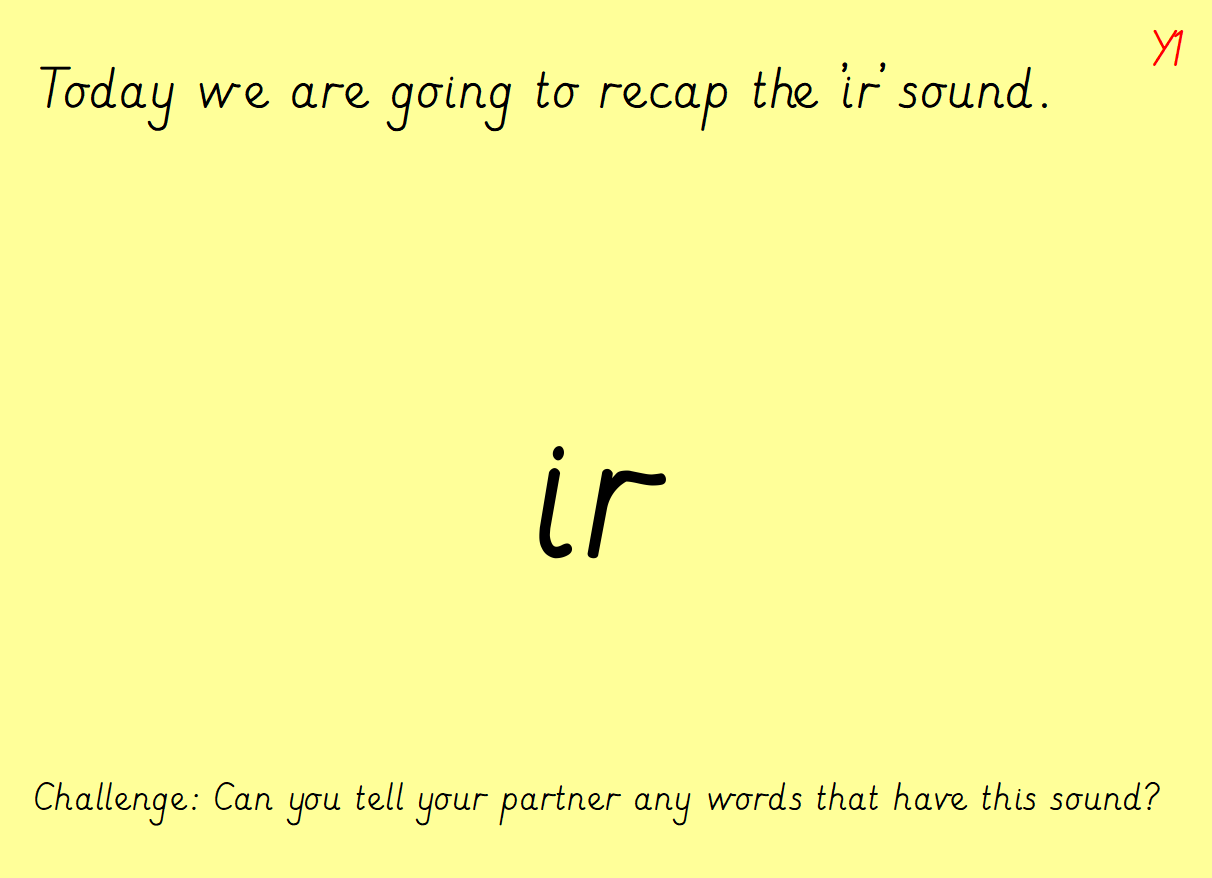 Y1
Today we are going to recap the 'ir' sound.
ir
Challenge: Can you tell your partner any words that have this sound?